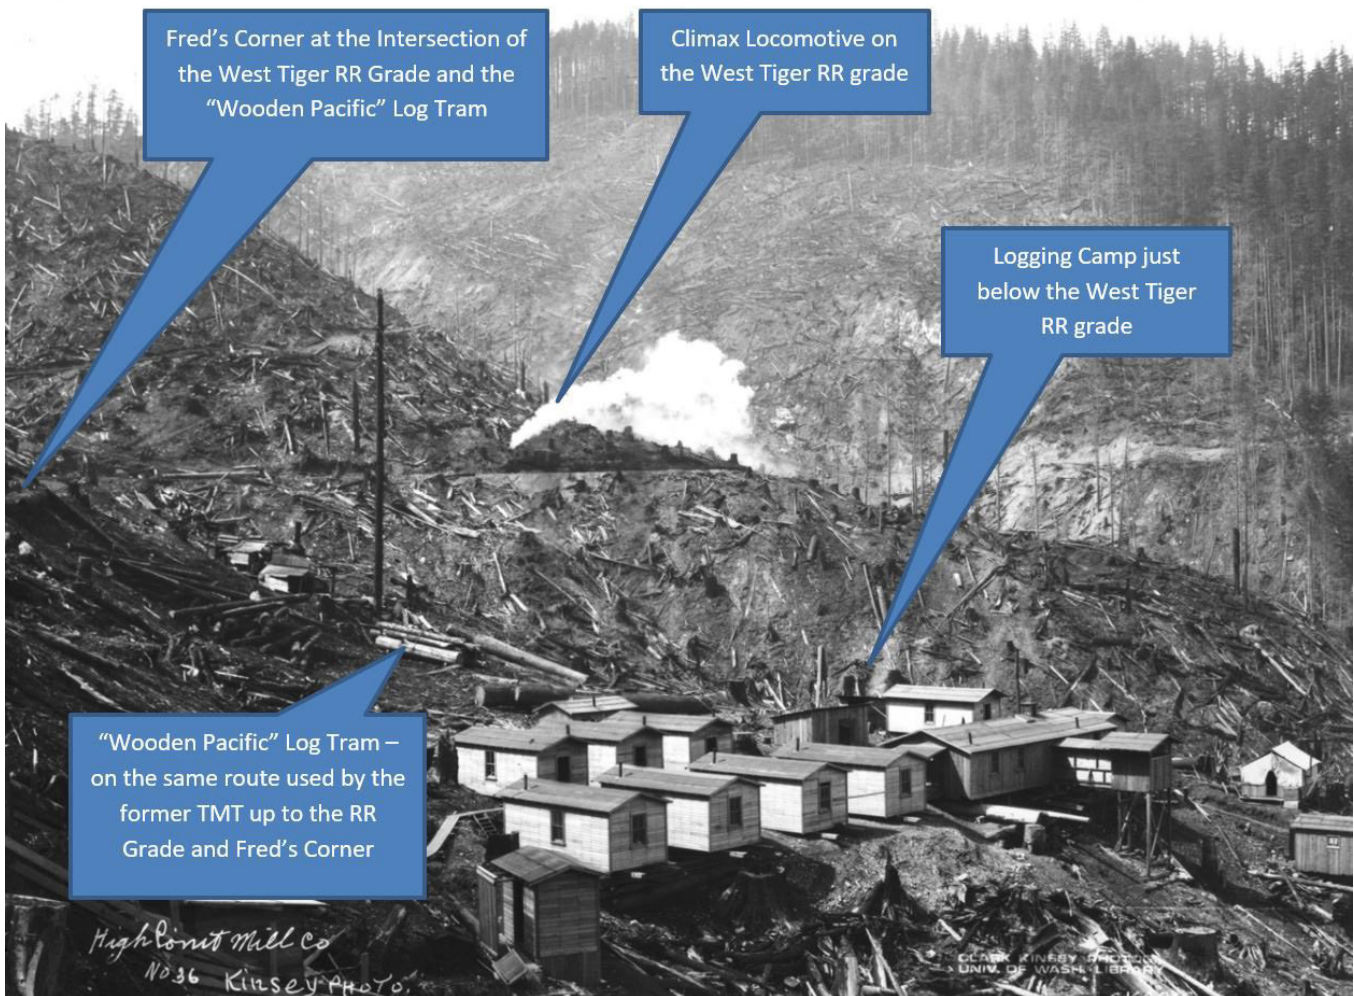 Fred's Corner at the Intersection of
the West Tiger RR Grade and the
“Wooden Pacific” Log Tram
Climax Locomotive on
the West Tiger RR grade
Logging Camp just
below the West Tiger
RR grade
“Wooden Pacific” Log Tram –
on the same route used by the
former TMT up to the RR
Grade and Fred's Corner
High Point Mill Co
No 36 Kinsey PHOTO.
CLARK KINSEY PHOTO
UNIV. OF WASH. LIBRARY